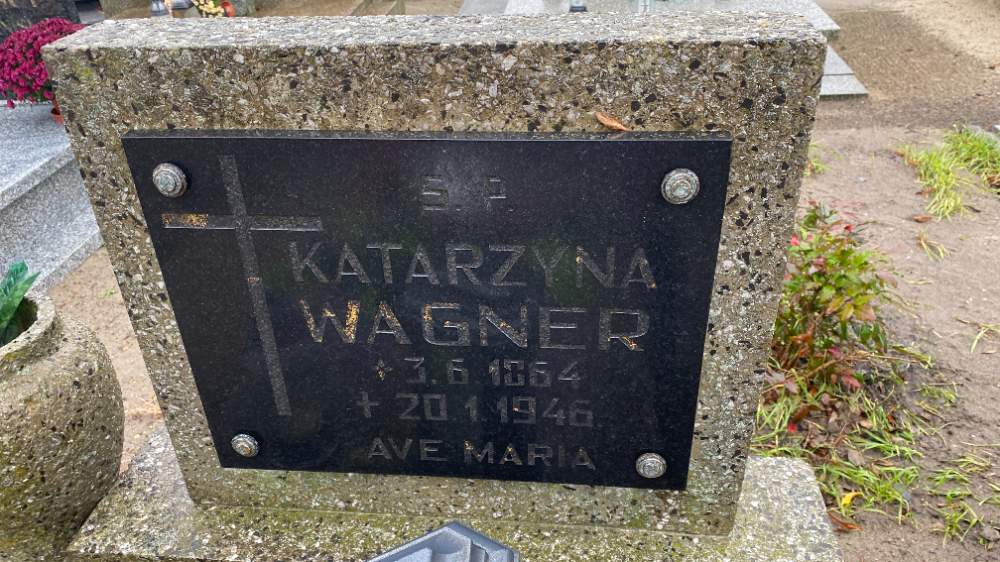 Ś.P.
KATARZYNA
WAGNER
* 3.6.1864
+ 20.1.1946
AVE MARIA